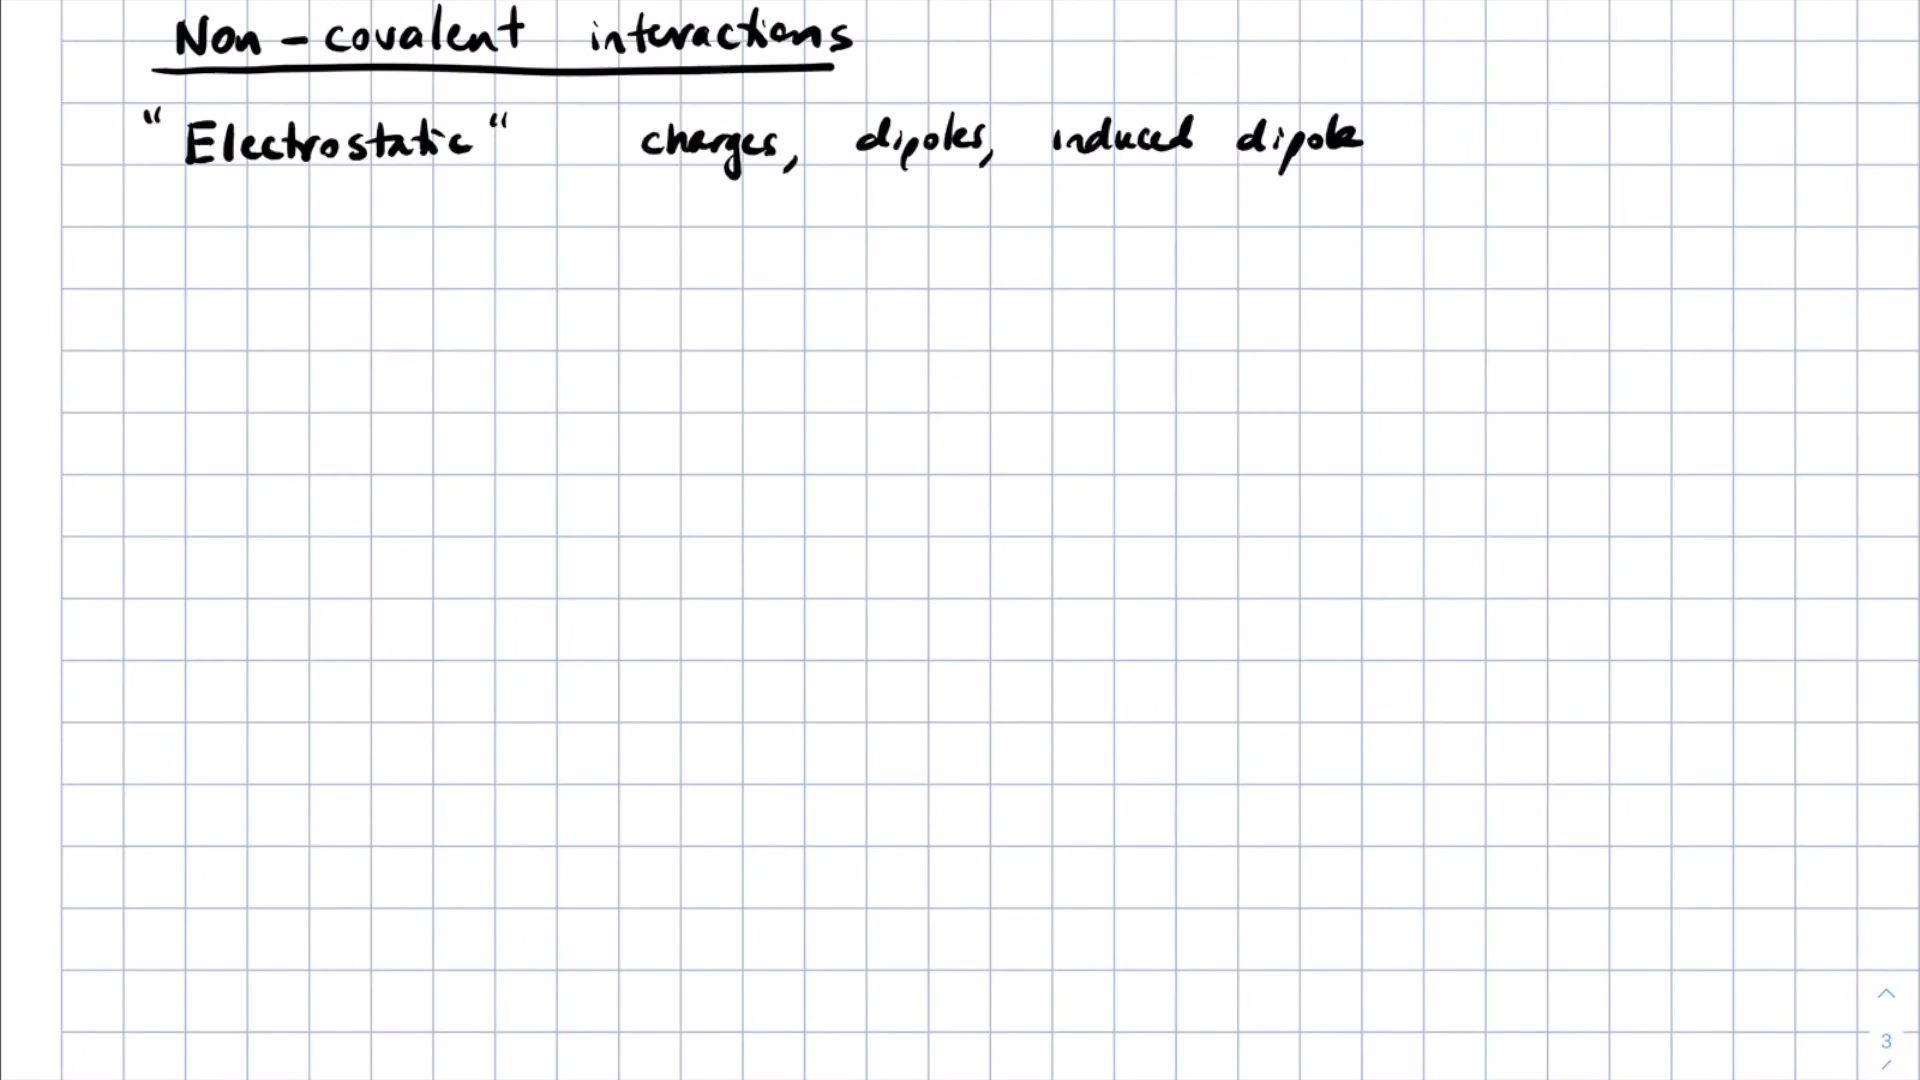 Non - covalent interactions
"Electrostatic" charges, dipoles, induced dipole
3